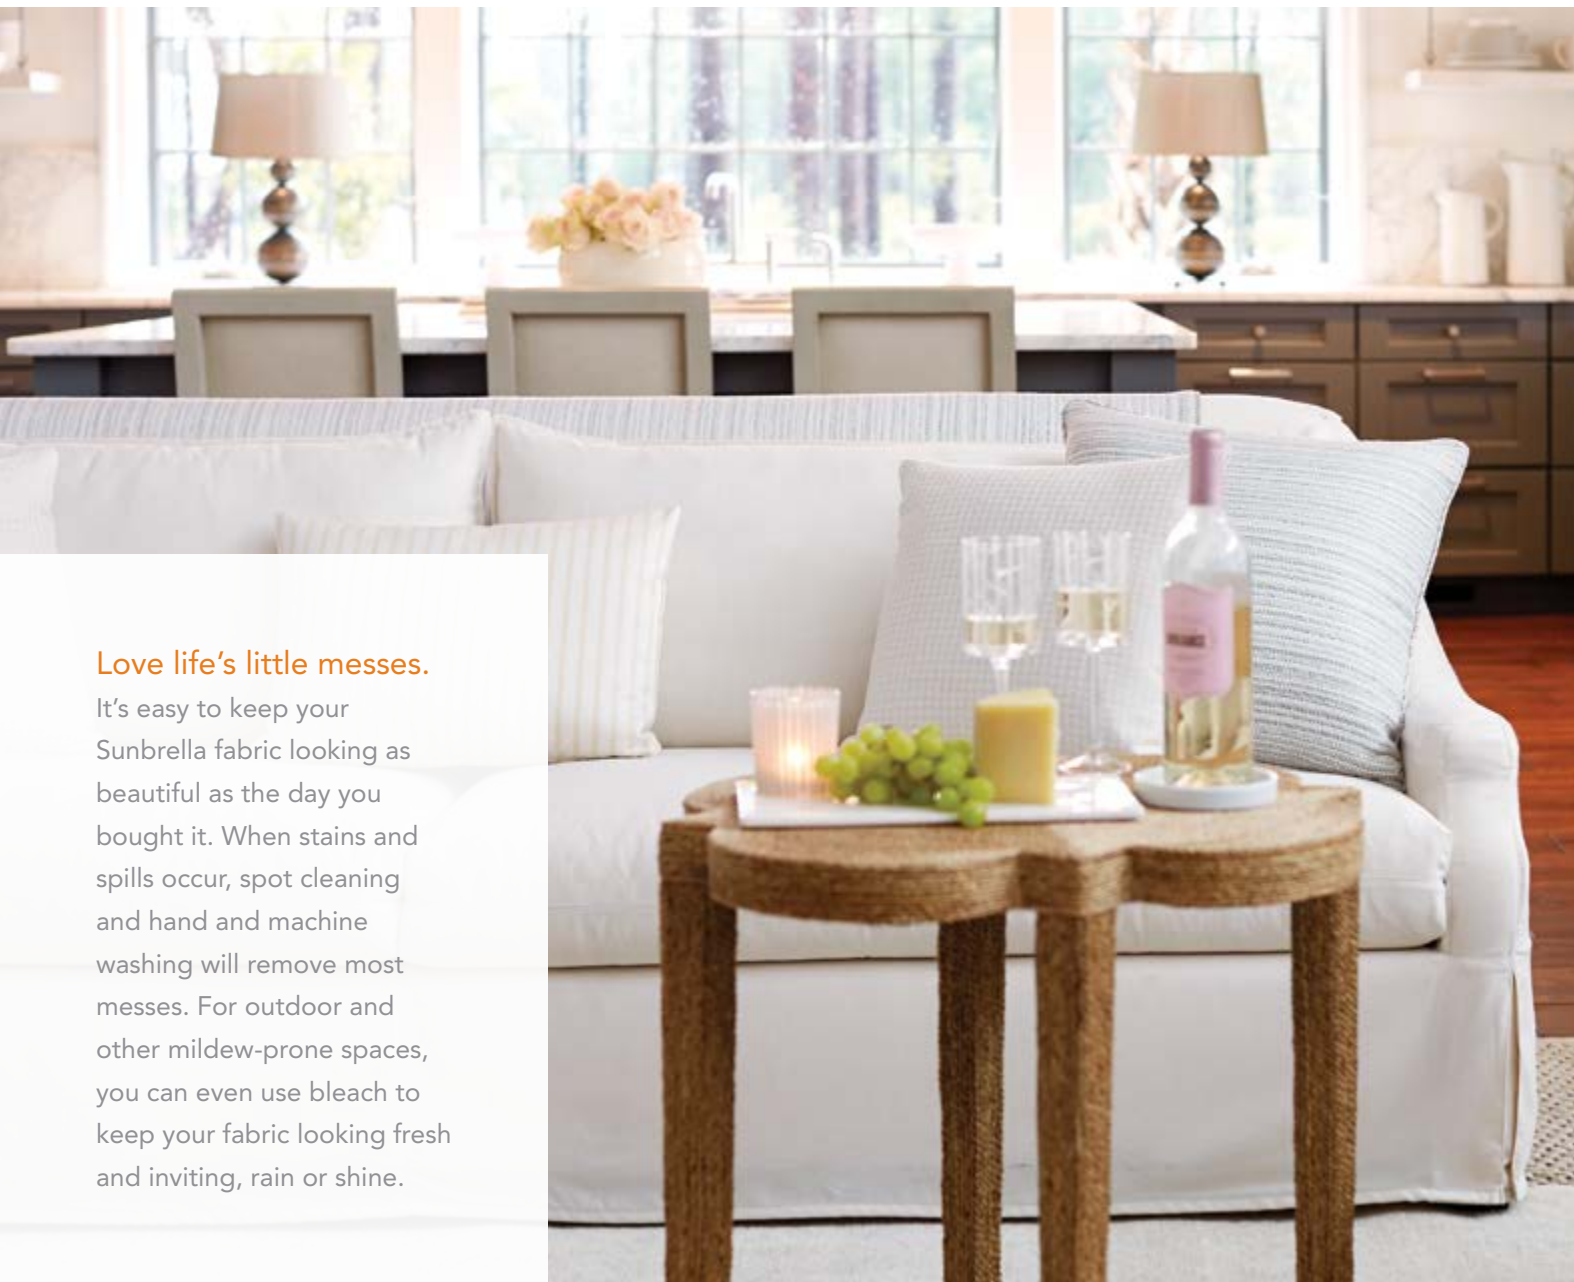 Love life's little messes.
It's easy to keep your
Sunbrella fabric looking as
beautiful as the day you
bought it. When stains and
spills occur, spot cleaning
and hand and machine
washing will remove most
messes. For outdoor and
other mildew-prone spaces,
you can even use bleach to
keep your fabric looking fresh
and inviting, rain or shine.